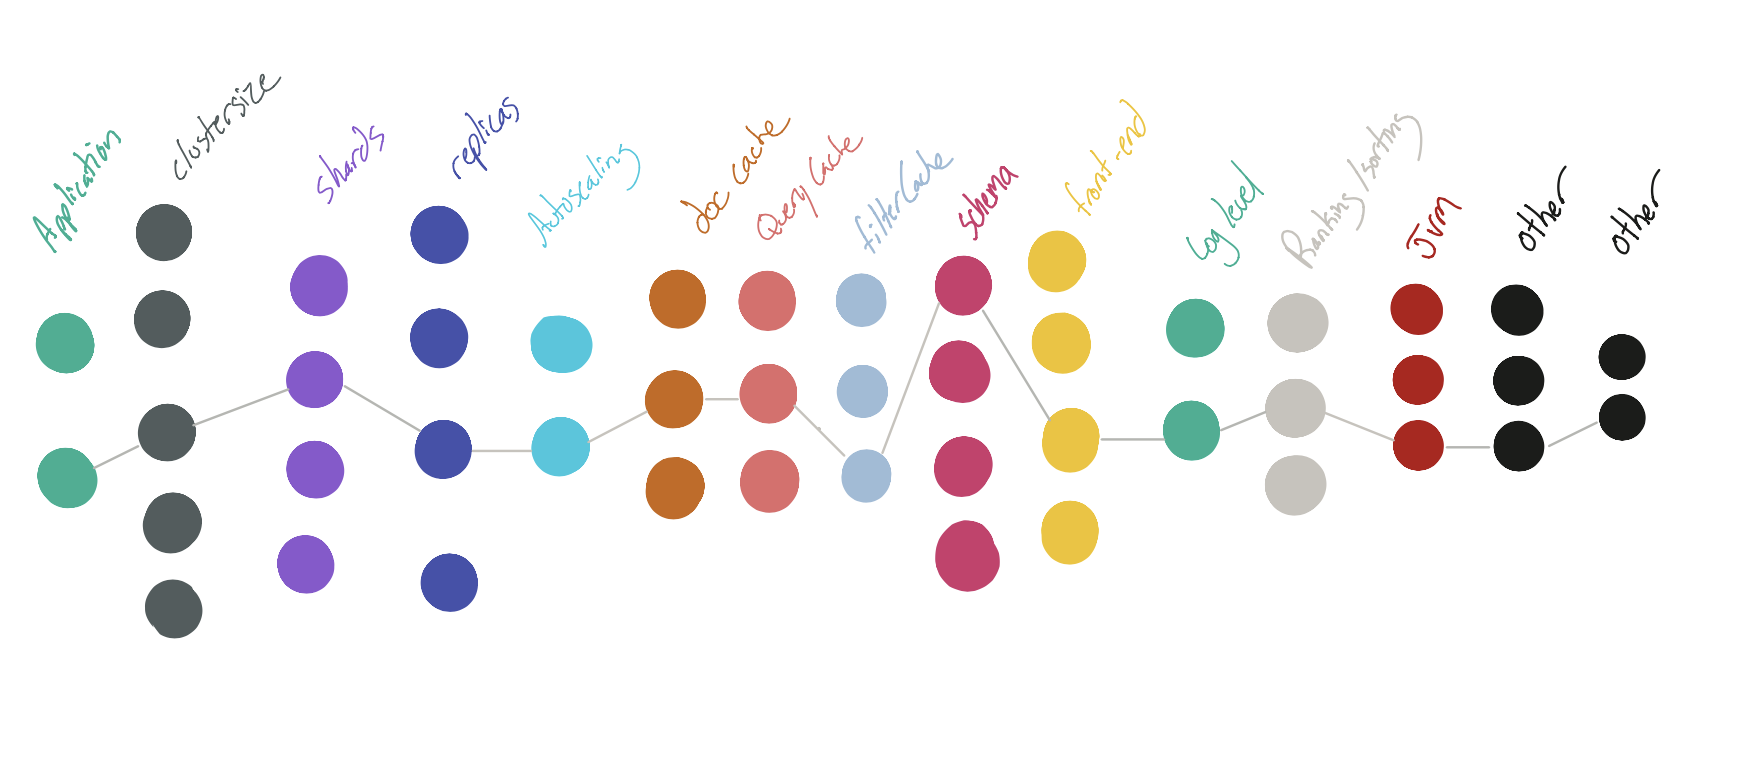 Application
clustersize
shards
replicas
Autoscaling
doc cache
Query Cache
filterCache
schema
front-end
Log level
Ranking/sorting
Jvm
other
other